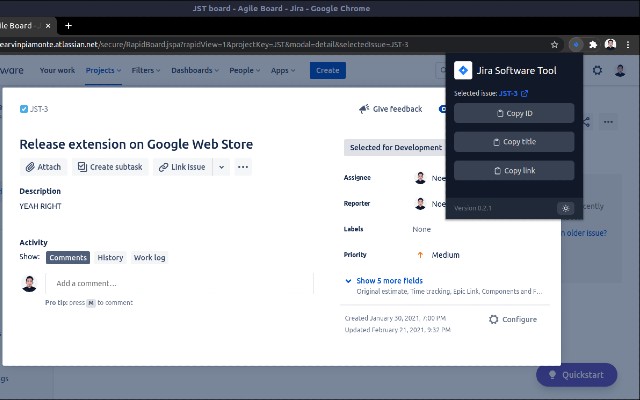 JST board - Agile Board - Jira - Google Chrome
Agile Board - J
earvinpiamonte.atlassian.net/secure/RapidBoard.jspa?rapidView=1&projectKey=JST&modal=detail&selectedIssue=JST-3
Your work Projects Filters Dashboards People Apps Create
Jira Software Tool
Selected issue: JST-3
Copy ID
Copy title
Copy link
Version 0.2.1
JST-3
Give feedback
Release extension on Google Web Store
Attach Create subtask Link issue
Description
YEAH RIGHT
Activity
Show: Comments History Work log
Add a comment...
Pro tip: press M to comment
Selected for Development
Assignee Noe
Reporter Noe
Labels None
Priority Medium
Show 5 more fields
Original estimate, Time tracking, Epic Link, Components and F...
Created January 30, 2021, 7:00 PM
Updated February 21, 2021, 9:32 PM
Configure
an older issue?
Quickstart